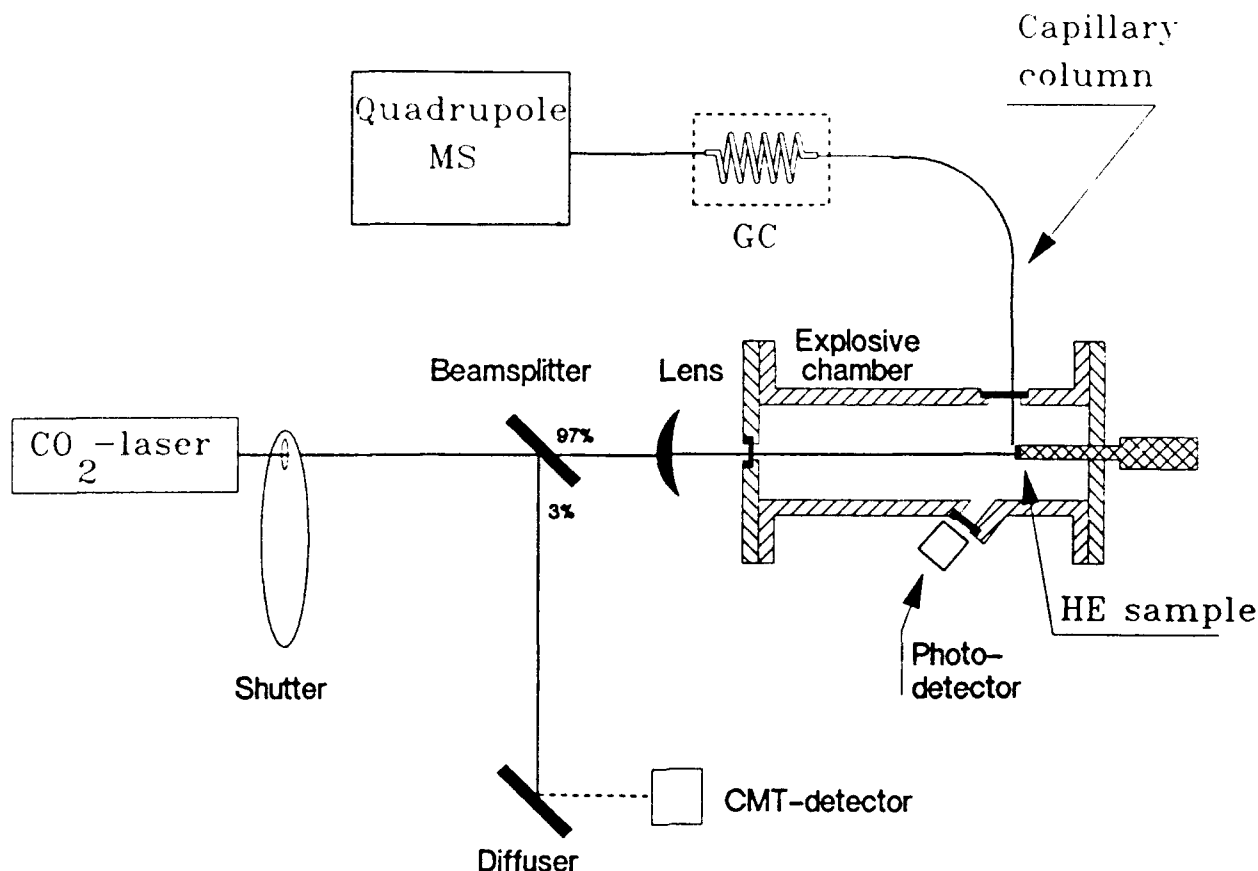 Capillary
column
Quadrupole
MS
GC
Explosive
chamber
Beamsplitter
Lens
CO2-laser
97%
3%
HE sample
Photo-
detector
Shutter
CMT-detector
Diffuser